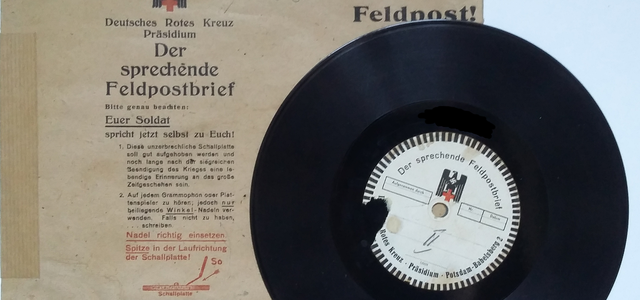 Feldpost!
Deutsches Rotes Kreuz
Präsidium
Der
sprechende
Feldpostbrief
Bitte genau beachten:
Euer Soldat
spricht jetzt selbst zu Euch!
1. Diese unzerbrechliche Schallplatte
soll gut aufgehoben werden und
noch lange nach der siegreichen
Beendigung des Krieges eine le-
bendige Erinnerung an das große
Zeitgeschehen sein.
2. Auf jedem Grammophon oder Plat-
tenspieler zu hören; jedoch nur
beiliegende Winkel-Nadeln ver-
wenden. Falls nicht zu haben,
schreiben
Nadel richtig einsetzen
Spitze in der Laufrichtung
der Schallplatte!
So
Schallplatte
Der sprechende Feldpostbrief
Nr.
II
Rotes Kreuz - Präsidium - Potsdam-Babelsberg 2